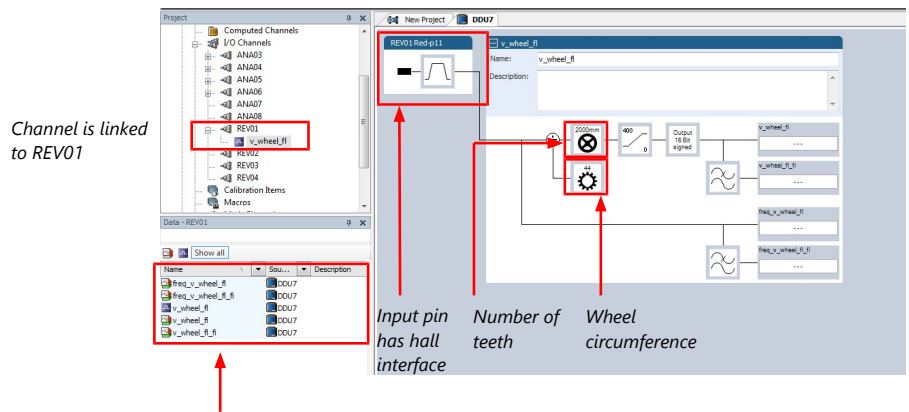 Project
Computed Channels
I/O Channels
ANA03
ANA04
ANA05
ANA06
ANA07
ANA08
REV01
v_wheel_fl
REV02
REV03
REV04
Calibration Items
Macros
Channel is linked
to REV01
Data - REV01
Show all
Name Sou... Description
freq_v_wheel_fl DDU7
freq_v_wheel_fl_fi DDU7
v_wheel_fl DDU7
v_wheel_fl DDU7
v_wheel_fl_fi DDU7
New Project DDU7
REV01 Red-p11
v_wheel_fl
Name: v_wheel_fl
Description:
2000mm
400
0
Output
16 Bit
signed
44
v_wheel_fl
---
v_wheel_fl_fi
---
freq_v_wheel_fl
---
freq_v_wheel_fl_fi
---
Input pin
has hall
interface
Number of
teeth
Wheel
circumference